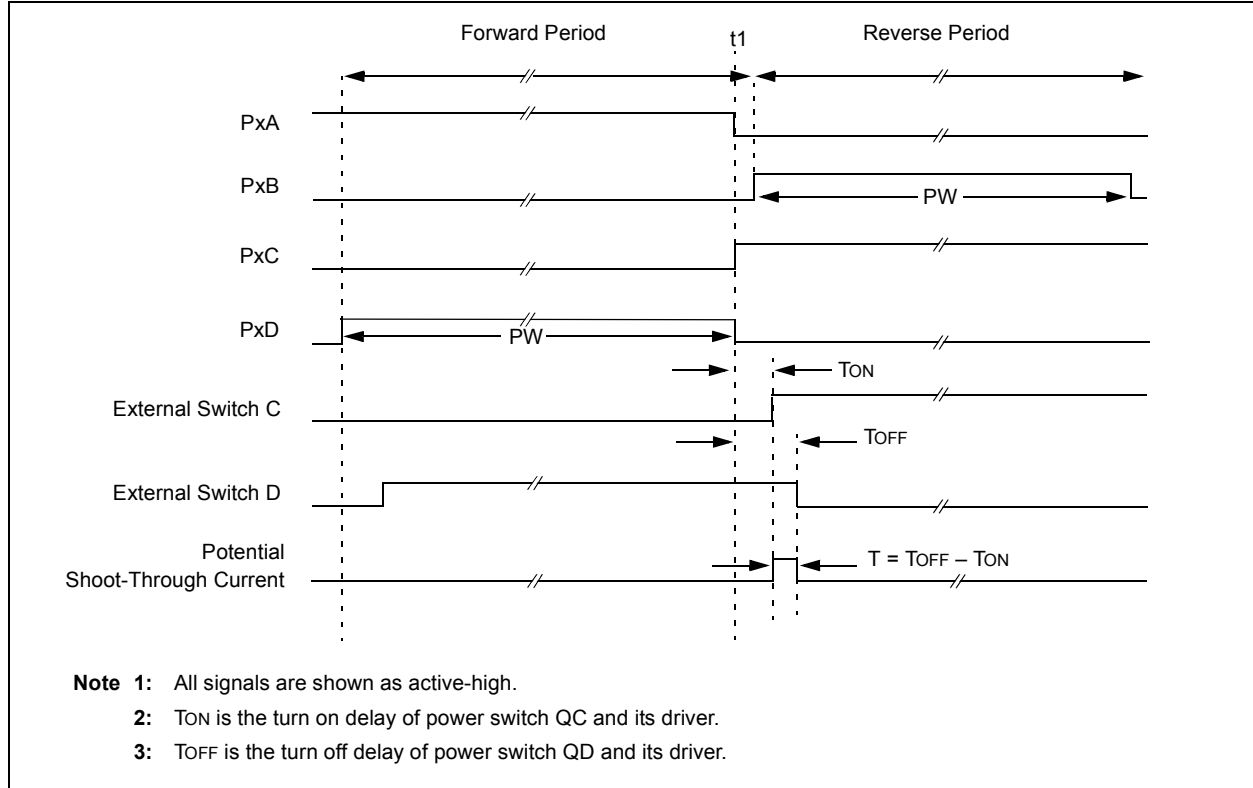 Forward Period
t1
Reverse Period
PxA
PxB
PW
PxC
PxD
PW
TON
External Switch C
TOFF
External Switch D
Potential
Shoot-Through Current
T = TOFF – TON
Note 1: All signals are shown as active-high.
2: TON is the turn on delay of power switch QC and its driver.
3: TOFF is the turn off delay of power switch QD and its driver.